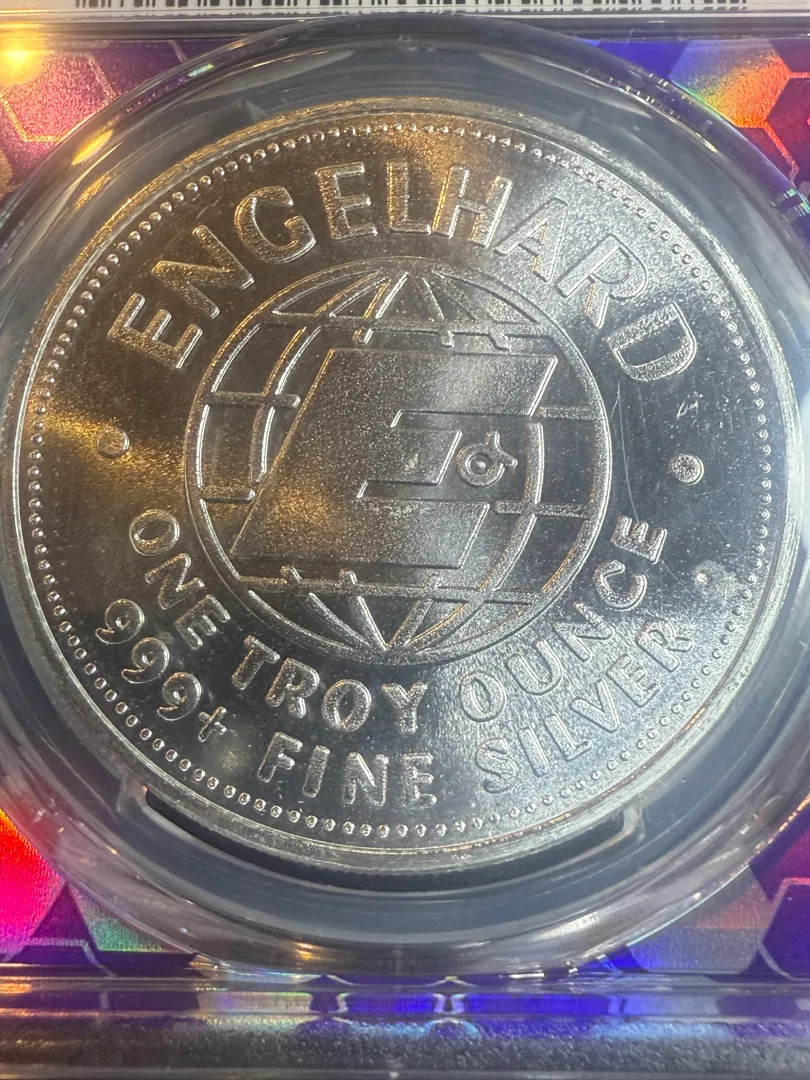 ENGELHARD
E
ONE TROY OUNCE
999+ FINE SILVER